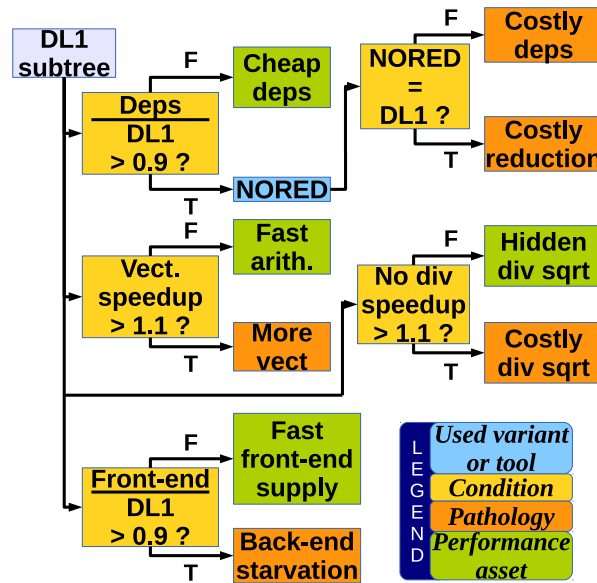 DL1
subtree
F
Cheap
deps
Deps
DL1
> 0.9 ?
T
NORED
F
Costly
deps
NORED
=
DL1 ?
T
Costly
reduction
F
Fast
arith.
Vect.
speedup
> 1.1 ?
T
More
vect
F
Hidden
div sqrt
No div
speedup
> 1.1 ?
T
Costly
div sqrt
F
Fast
front-end
supply
Front-end
DL1
> 0.9 ?
T
Back-end
starvation
LEGEND
Used variant
or tool
Condition
Pathology
Performance
asset